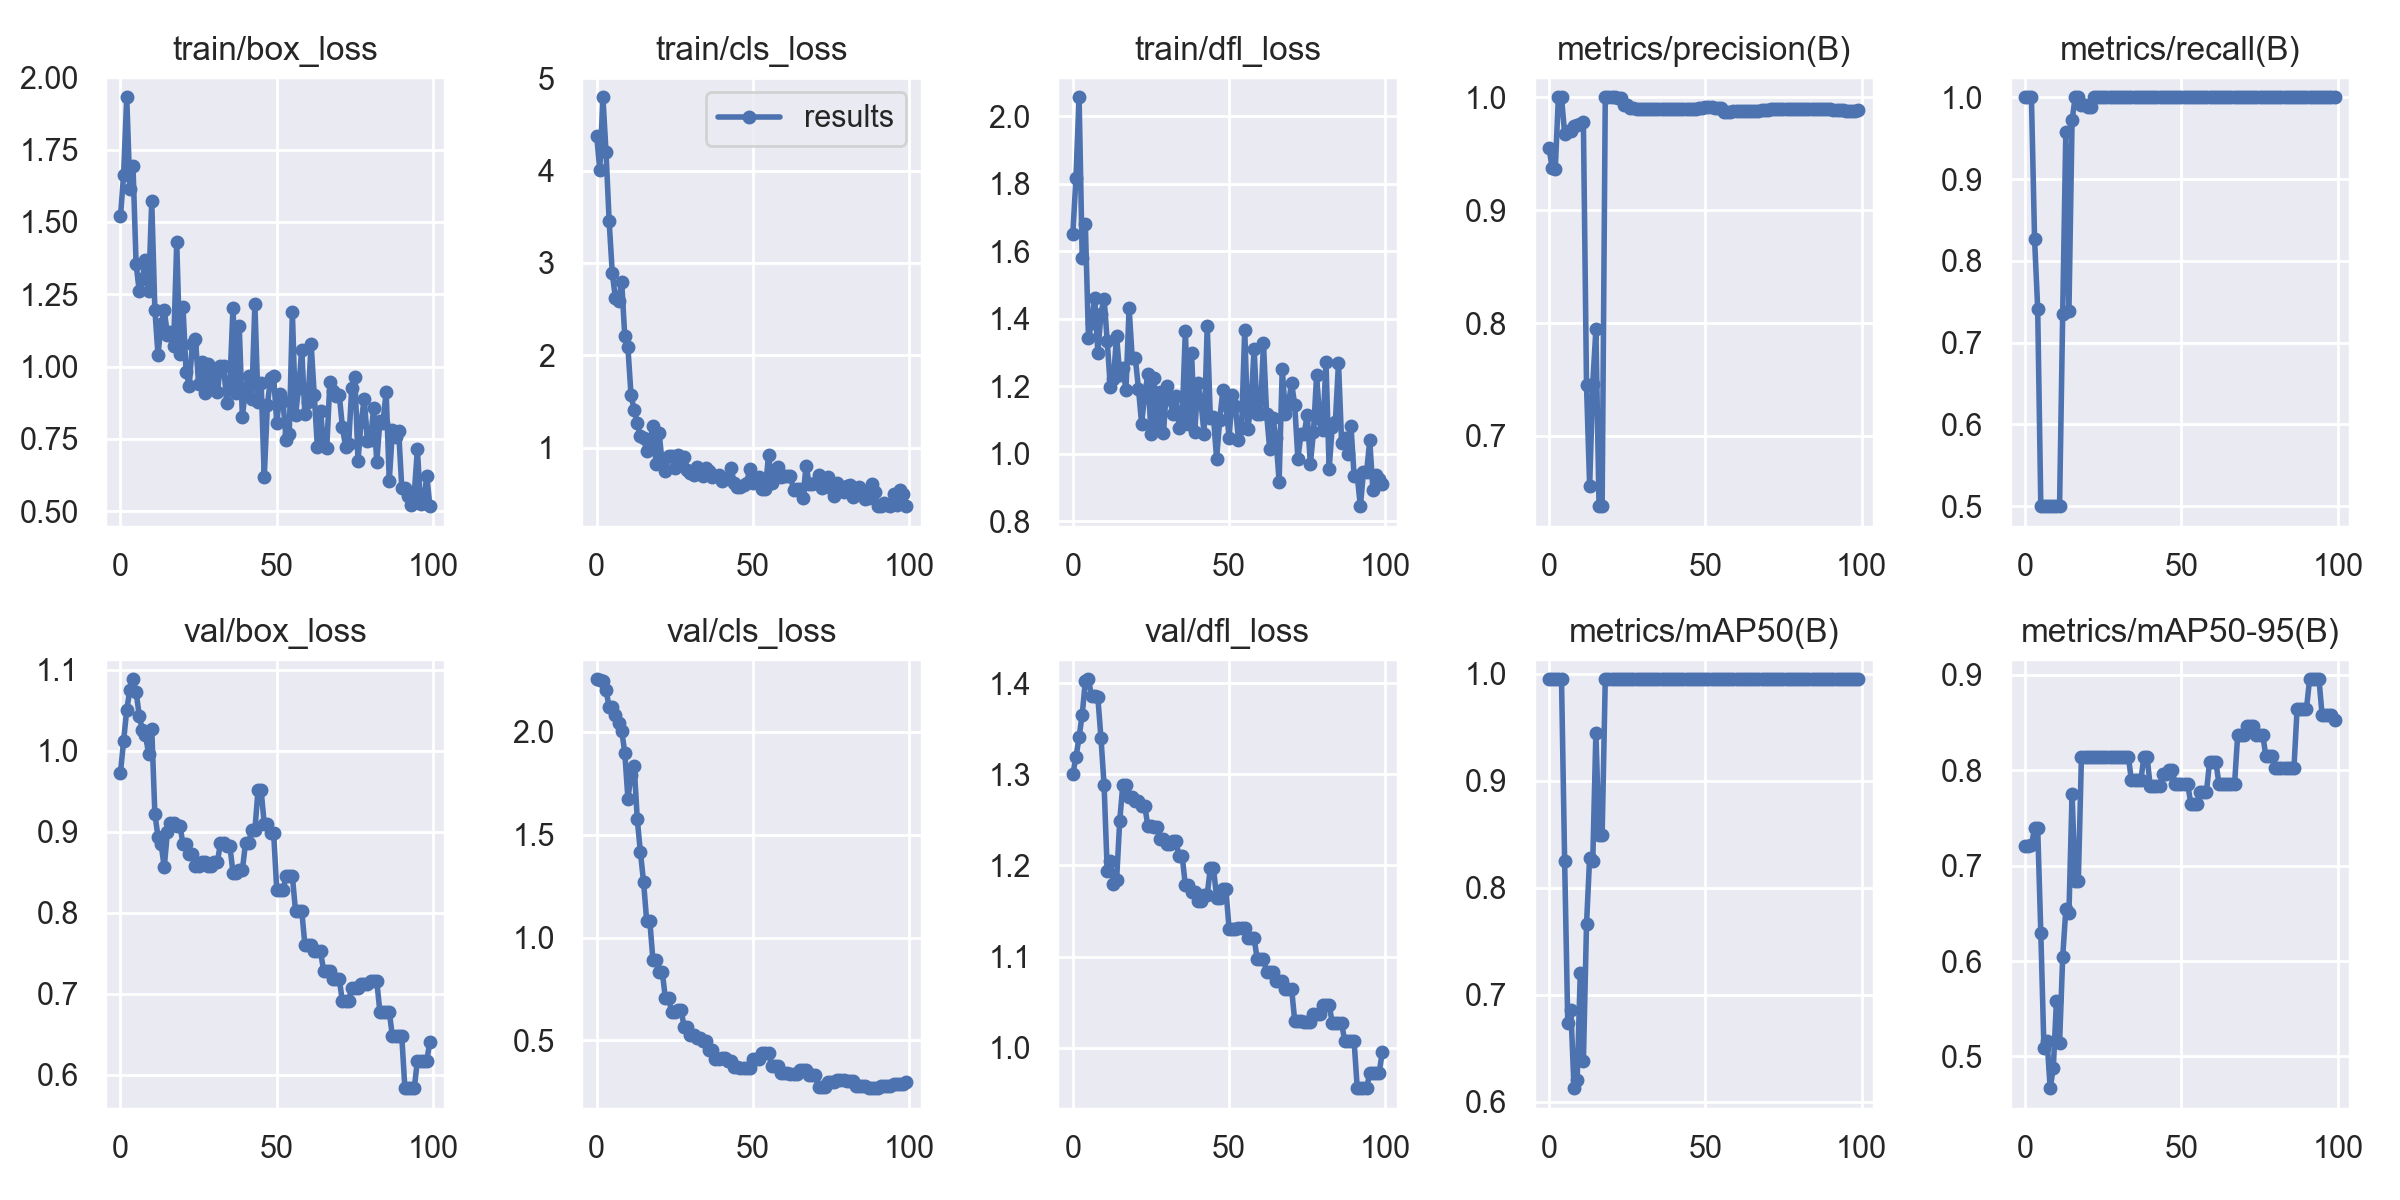 train/box_loss
2.00
1.75
1.50
1.25
1.00
0.75
0.50
0 50 100
train/cls_loss
results
5
4
3
2
1
0 50 100
train/dfl_loss
2.0
1.8
1.6
1.4
1.2
1.0
0.8
0 50 100
metrics/precision(B)
1.0
0.9
0.8
0.7
0 50 100
metrics/recall(B)
1.0
0.9
0.8
0.7
0.6
0.5
0 50 100
val/box_loss
1.1
1.0
0.9
0.8
0.7
0.6
0 50 100
val/cls_loss
2.0
1.5
1.0
0.5
0 50 100
val/dfl_loss
1.4
1.3
1.2
1.1
1.0
0 50 100
metrics/mAP50(B)
1.0
0.9
0.8
0.7
0.6
0 50 100
metrics/mAP50-95(B)
0.9
0.8
0.7
0.6
0.5
0 50 100